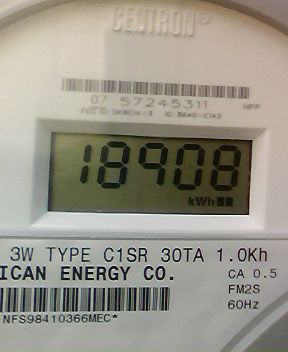 CENTRON®
07 57245311 HPP
18908
kWh
3W TYPE C1SR 30TA 1.0Kh
ICAN ENERGY CO. CA 0.5
FM2S
60Hz
NFS98410366MEC*